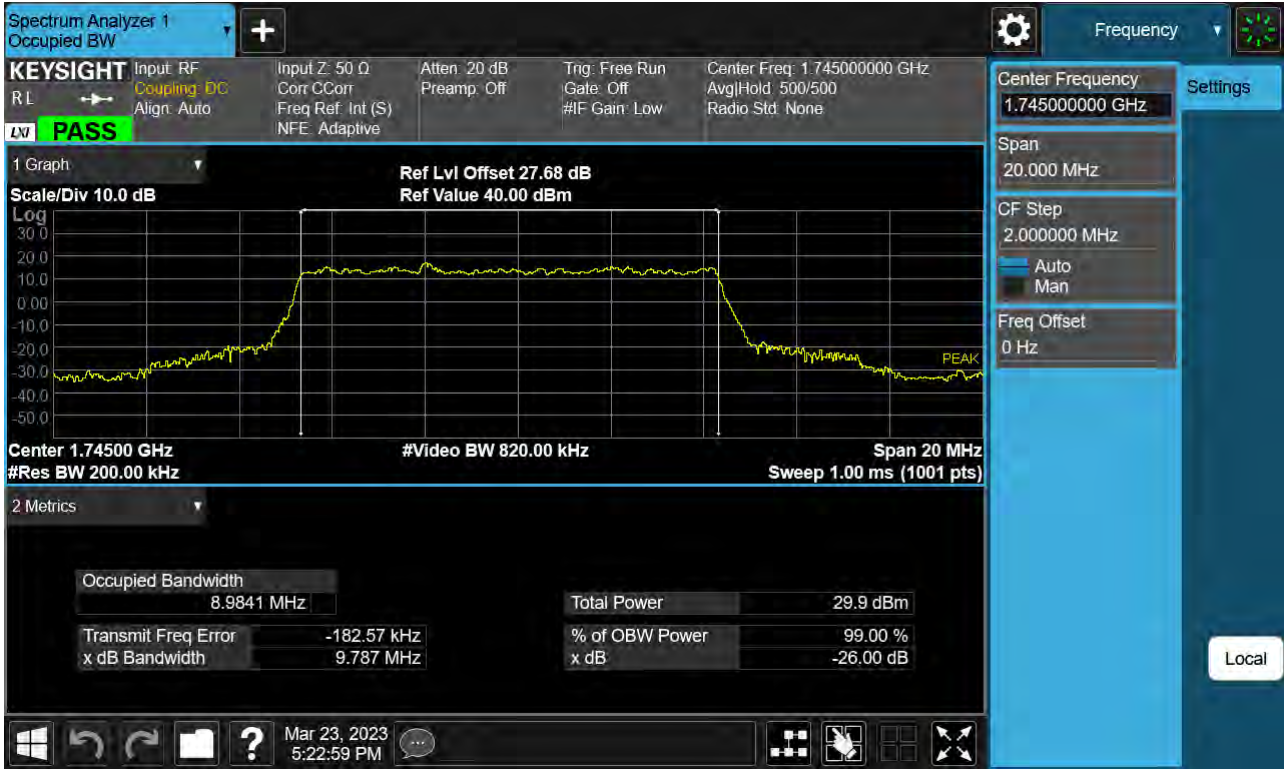 Spectrum Analyzer 1
Occupied BW
+
Frequency
KEYSIGHT
Input: RF
Coupling: DC
Align: Auto
Input Z: 50 Ω
Corr CCorr
Freq Ref: Int (S)
NFE: Adaptive
Atten: 20 dB
Preamp: Off
Trig: Free Run
Gate: Off
#IF Gain: Low
Center Freq: 1.745000000 GHz
Avg|Hold: 500/500
Radio Std: None
R L
LXI PASS
Center Frequency
1.745000000 GHz
Settings
Span
20.000 MHz
CF Step
2.000000 MHz
Auto
Man
Freq Offset
0 Hz
1 Graph
Scale/Div 10.0 dB
Ref Lvl Offset 27.68 dB
Ref Value 40.00 dBm
Log
30.0
20.0
10.0
0.00
-10.0
-20.0
-30.0
-40.0
-50.0
PEAK
Center 1.74500 GHz
#Video BW 820.00 kHz
Span 20 MHz
#Res BW 200.00 kHz
Sweep 1.00 ms (1001 pts)
2 Metrics
Occupied Bandwidth
8.9841 MHz
Total Power 29.9 dBm
Transmit Freq Error -182.57 kHz
% of OBW Power 99.00 %
x dB Bandwidth 9.787 MHz
x dB -26.00 dB
Local
?
Mar 23, 2023
5:22:59 PM